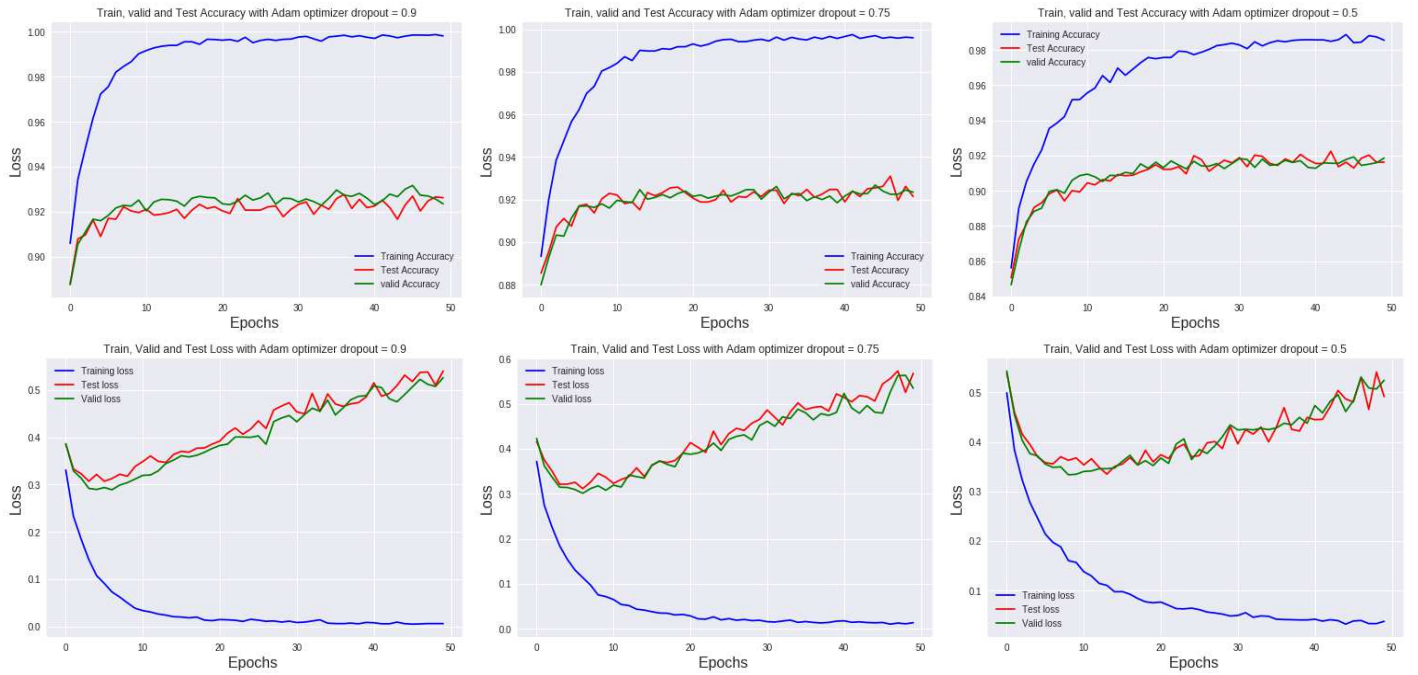 Train, valid and Test Accuracy with Adam optimizer dropout = 0.9
1.00
0.98
0.96
0.94
0.92
0.90
Loss
Training Accuracy
Test Accuracy
valid Accuracy
0 10 20 30 40 50
Epochs
Train, valid and Test Accuracy with Adam optimizer dropout = 0.75
1.00
0.98
0.96
0.94
0.92
0.90
0.88
Loss
Training Accuracy
Test Accuracy
valid Accuracy
0 10 20 30 40 50
Epochs
Train, valid and Test Accuracy with Adam optimizer dropout = 0.5
Training Accuracy
Test Accuracy
valid Accuracy
0.98
0.96
0.94
0.92
0.90
0.88
0.86
0.84
Loss
0 10 20 30 40 50
Epochs
Train, Valid and Test Loss with Adam optimizer dropout = 0.9
Training loss
Test loss
Valid loss
0.5
0.4
0.3
0.2
0.1
0.0
Loss
0 10 20 30 40 50
Epochs
Train, Valid and Test Loss with Adam optimizer dropout = 0.75
Training loss
Test loss
Valid loss
0.6
0.5
0.4
0.3
0.2
0.1
0.0
Loss
0 10 20 30 40 50
Epochs
Train, Valid and Test Loss with Adam optimizer dropout = 0.5
0.5
0.4
0.3
0.2
0.1
Loss
Training loss
Test loss
Valid loss
0 10 20 30 40 50
Epochs